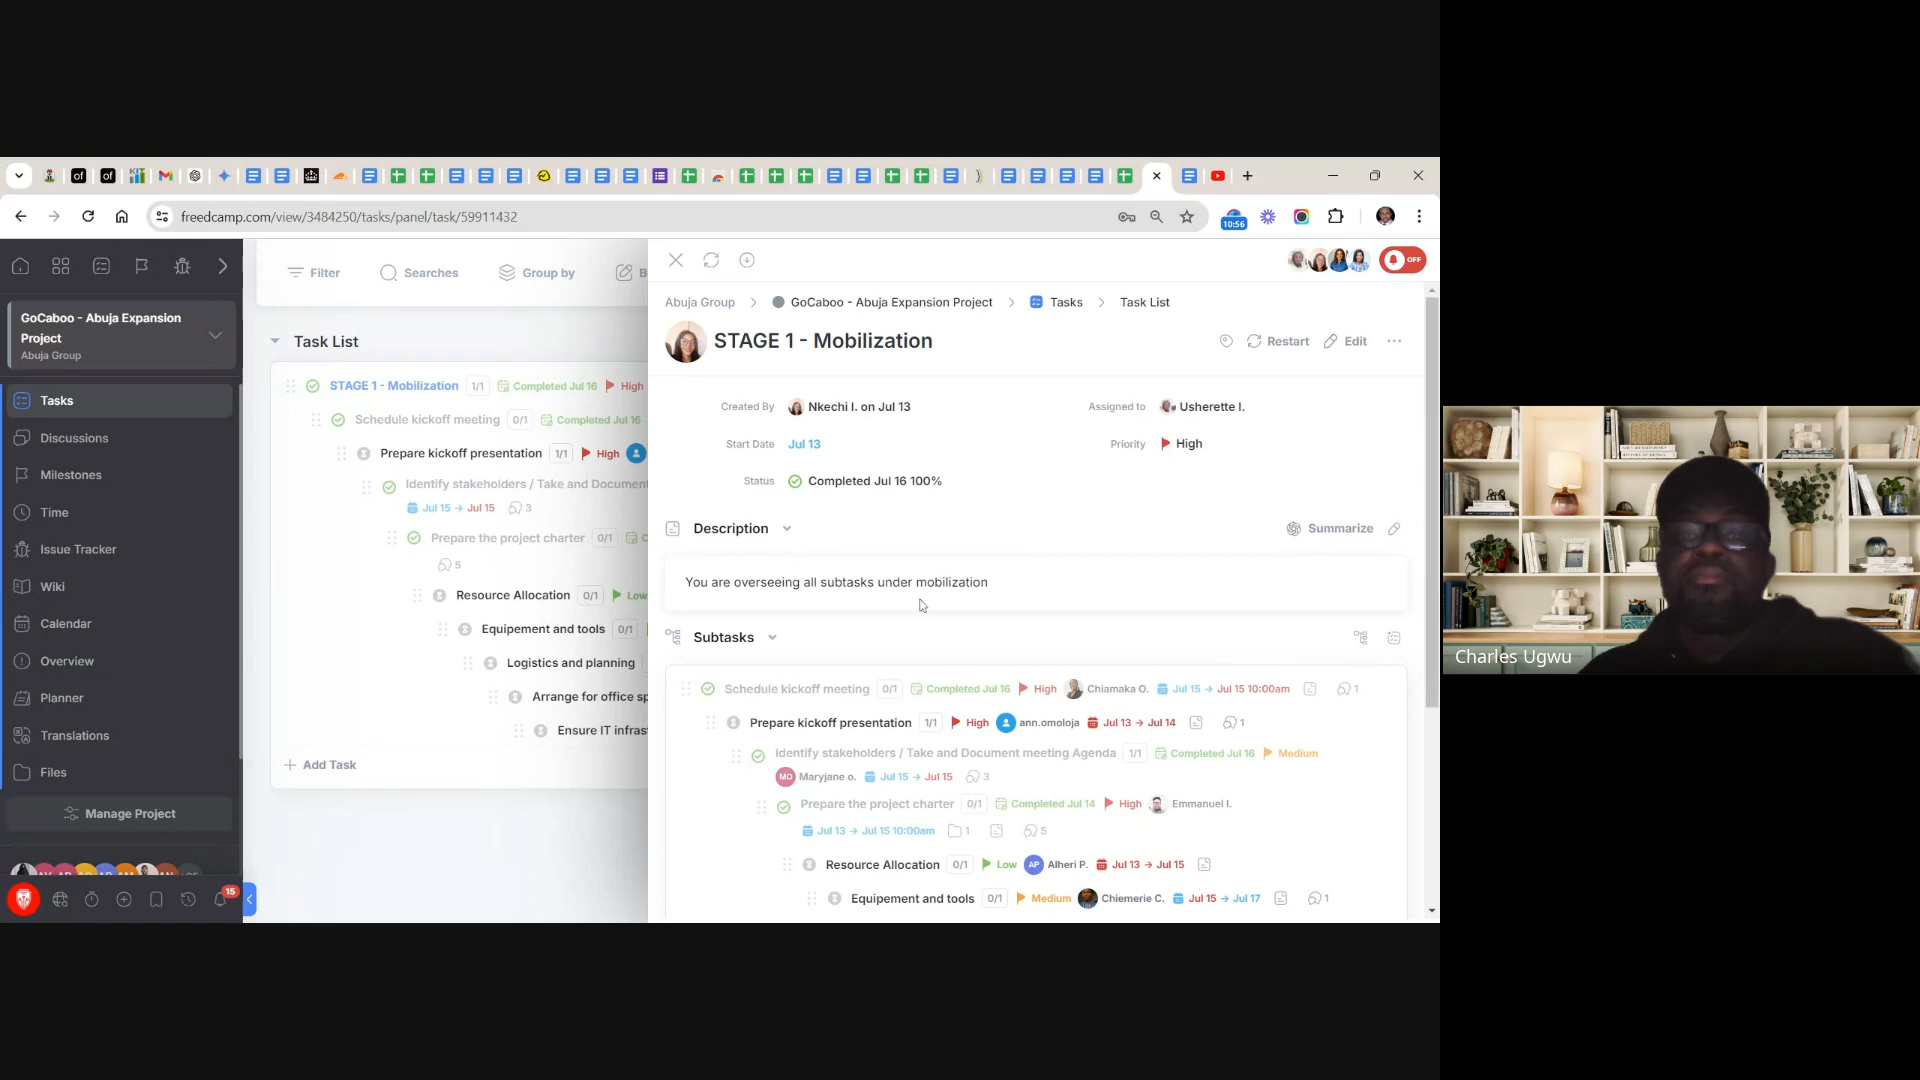 freedcamp.com/view/3484250/tasks/panel/task/59911432
10:56
GoCaboo - Abuja Expansion
Project
Abuja Group
Tasks
Discussions
Milestones
Time
Issue Tracker
Wiki
Calendar
Overview
Planner
Translations
Files
Manage Project
15
Filter
Searches
Group by
Task List
STAGE 1 - Mobilization 1/1 Completed Jul 16 High
Schedule kickoff meeting 0/1 Completed Jul 16
Prepare kickoff presentation 1/1 High
Identify stakeholders / Take and Document
Jul 15 → Jul 15 3
Prepare the project charter 0/1
5
Resource Allocation 0/1 Low
Equipement and tools 0/1
Logistics and planning
Arrange for office sp
Ensure IT infras
Add Task
OFF
Abuja Group > GoCaboo - Abuja Expansion Project > Tasks > Task List
STAGE 1 - Mobilization
Restart Edit
Created By Nkechi I. on Jul 13
Assigned to Usherette I.
Start Date Jul 13
Priority High
Status Completed Jul 16 100%
Description
Summarize
You are overseeing all subtasks under mobilization
Subtasks
Schedule kickoff meeting 0/1 Completed Jul 16 High Chiamaka O. Jul 15 → Jul 15 10:00am 1
Prepare kickoff presentation 1/1 High ann.omoloja Jul 13 → Jul 14 1
Identify stakeholders / Take and Document meeting Agenda 1/1 Completed Jul 16 Medium
MO Maryjane o. Jul 15 → Jul 15 3
Prepare the project charter 0/1 Completed Jul 14 High Emmanuel I.
Jul 13 → Jul 15 10:00am 1 5
Resource Allocation 0/1 Low AP Alheri P. Jul 13 → Jul 15
Equipement and tools 0/1 Medium Chiemerie C. Jul 15 → Jul 17 1
Charles Ugwu